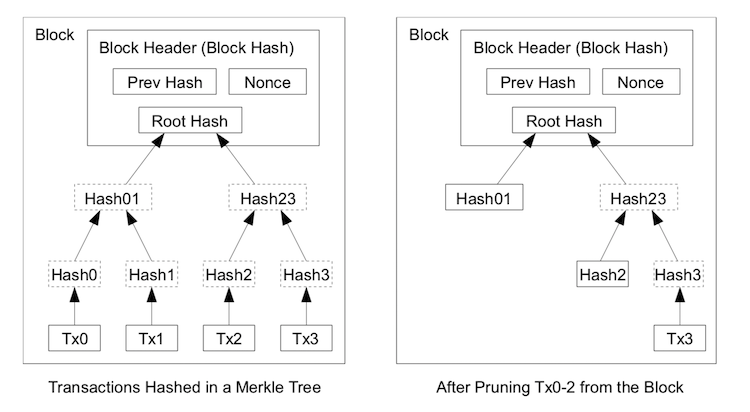 Block
Block Header (Block Hash)
Prev Hash
Nonce
Root Hash
Hash01
Hash23
Hash0
Hash1
Hash2
Hash3
Tx0
Tx1
Tx2
Tx3
Transactions Hashed in a Merkle Tree
Block
Block Header (Block Hash)
Prev Hash
Nonce
Root Hash
Hash01
Hash23
Hash2
Hash3
Tx3
After Pruning Tx0-2 from the Block